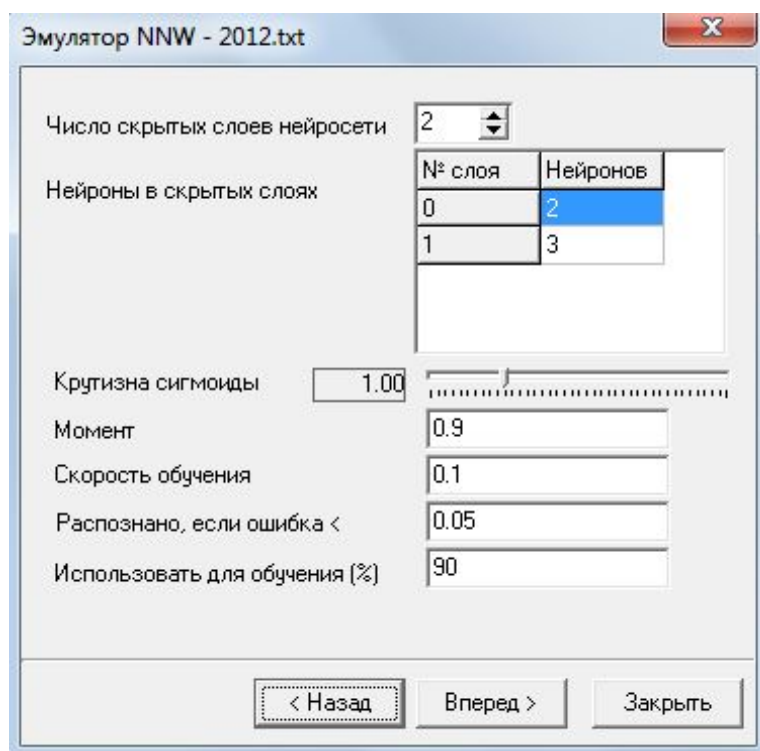 Эмулятор NNW - 2012.txt
Число скрытых слоев нейросети 2
Нейроны в скрытых слоях
№ слоя Нейронов
0 2
1 3
Крутизна сигмоиды 1.00
Момент 0.9
Скорость обучения 0.1
Распознано, если ошибка < 0.05
Использовать для обучения (%) 90
< Назад Вперед > Закрыть